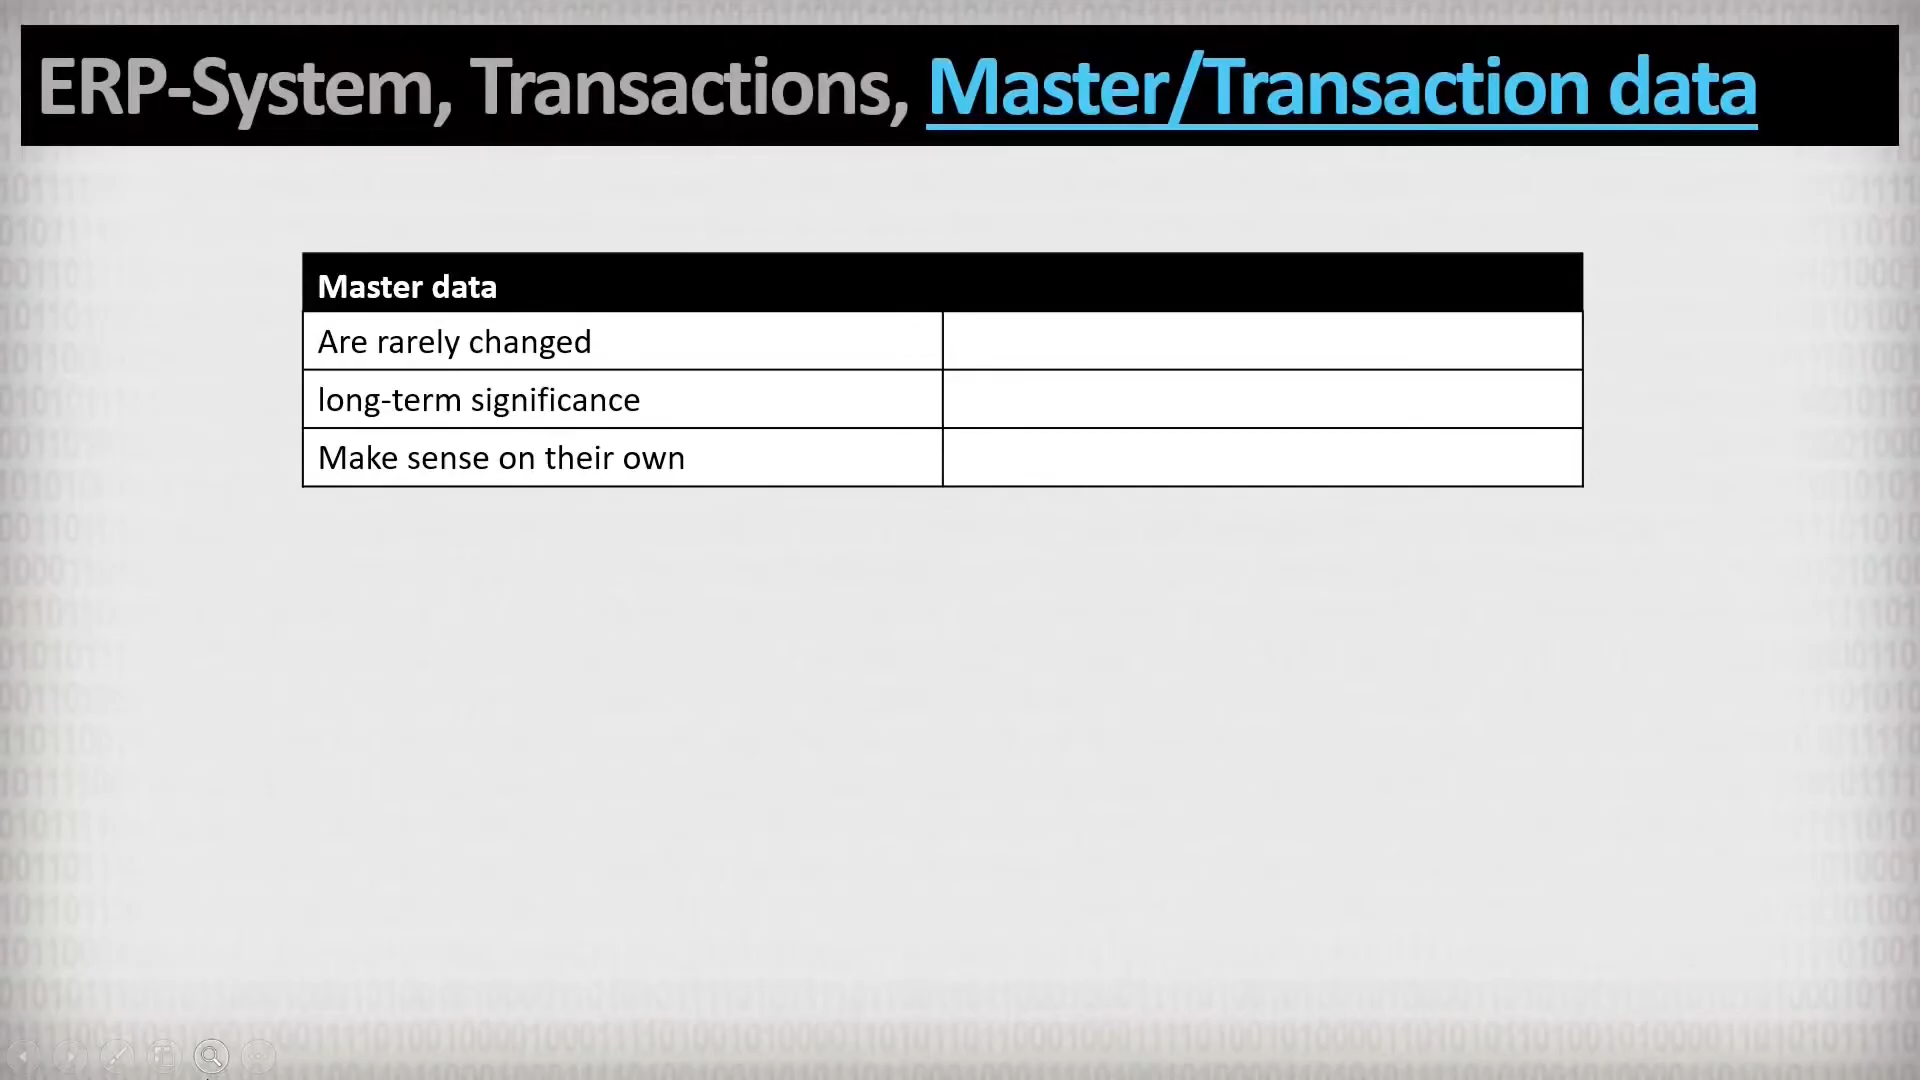 ERP-System, Transactions, Master/Transaction data
Master data
Are rarely changed
long-term significance
Make sense on their own